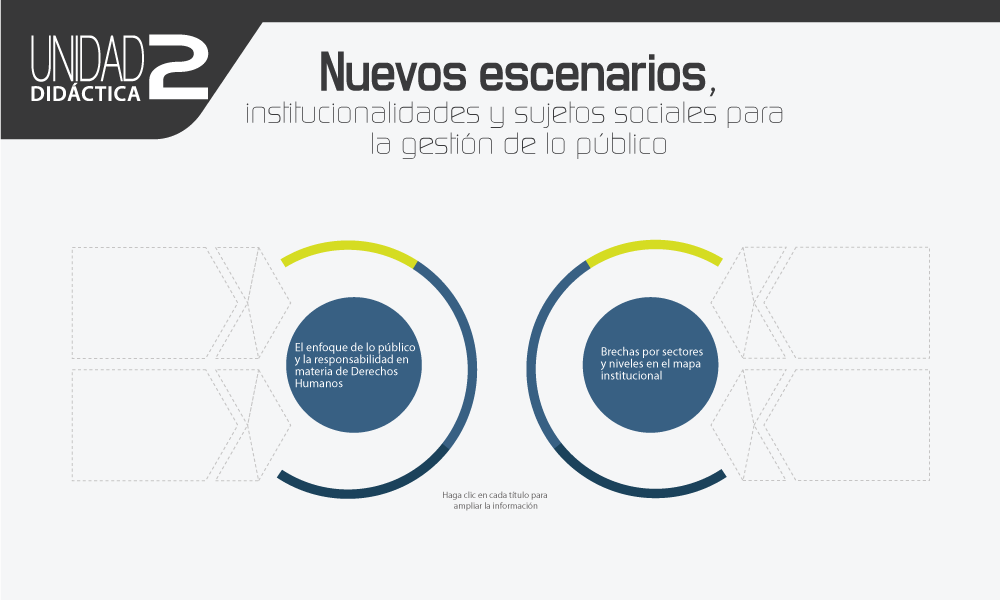 UNIDAD 2
DIDÁCTICA
Nuevos escenarios,
institucionalidades y sujetos sociales para
la gestión de lo público
El enfoque de lo público
y la responsabilidad en
materia de Derechos
Humanos
Brechas por sectores
y niveles en el mapa
institucional
Haga clic en cada título para
ampliar la información